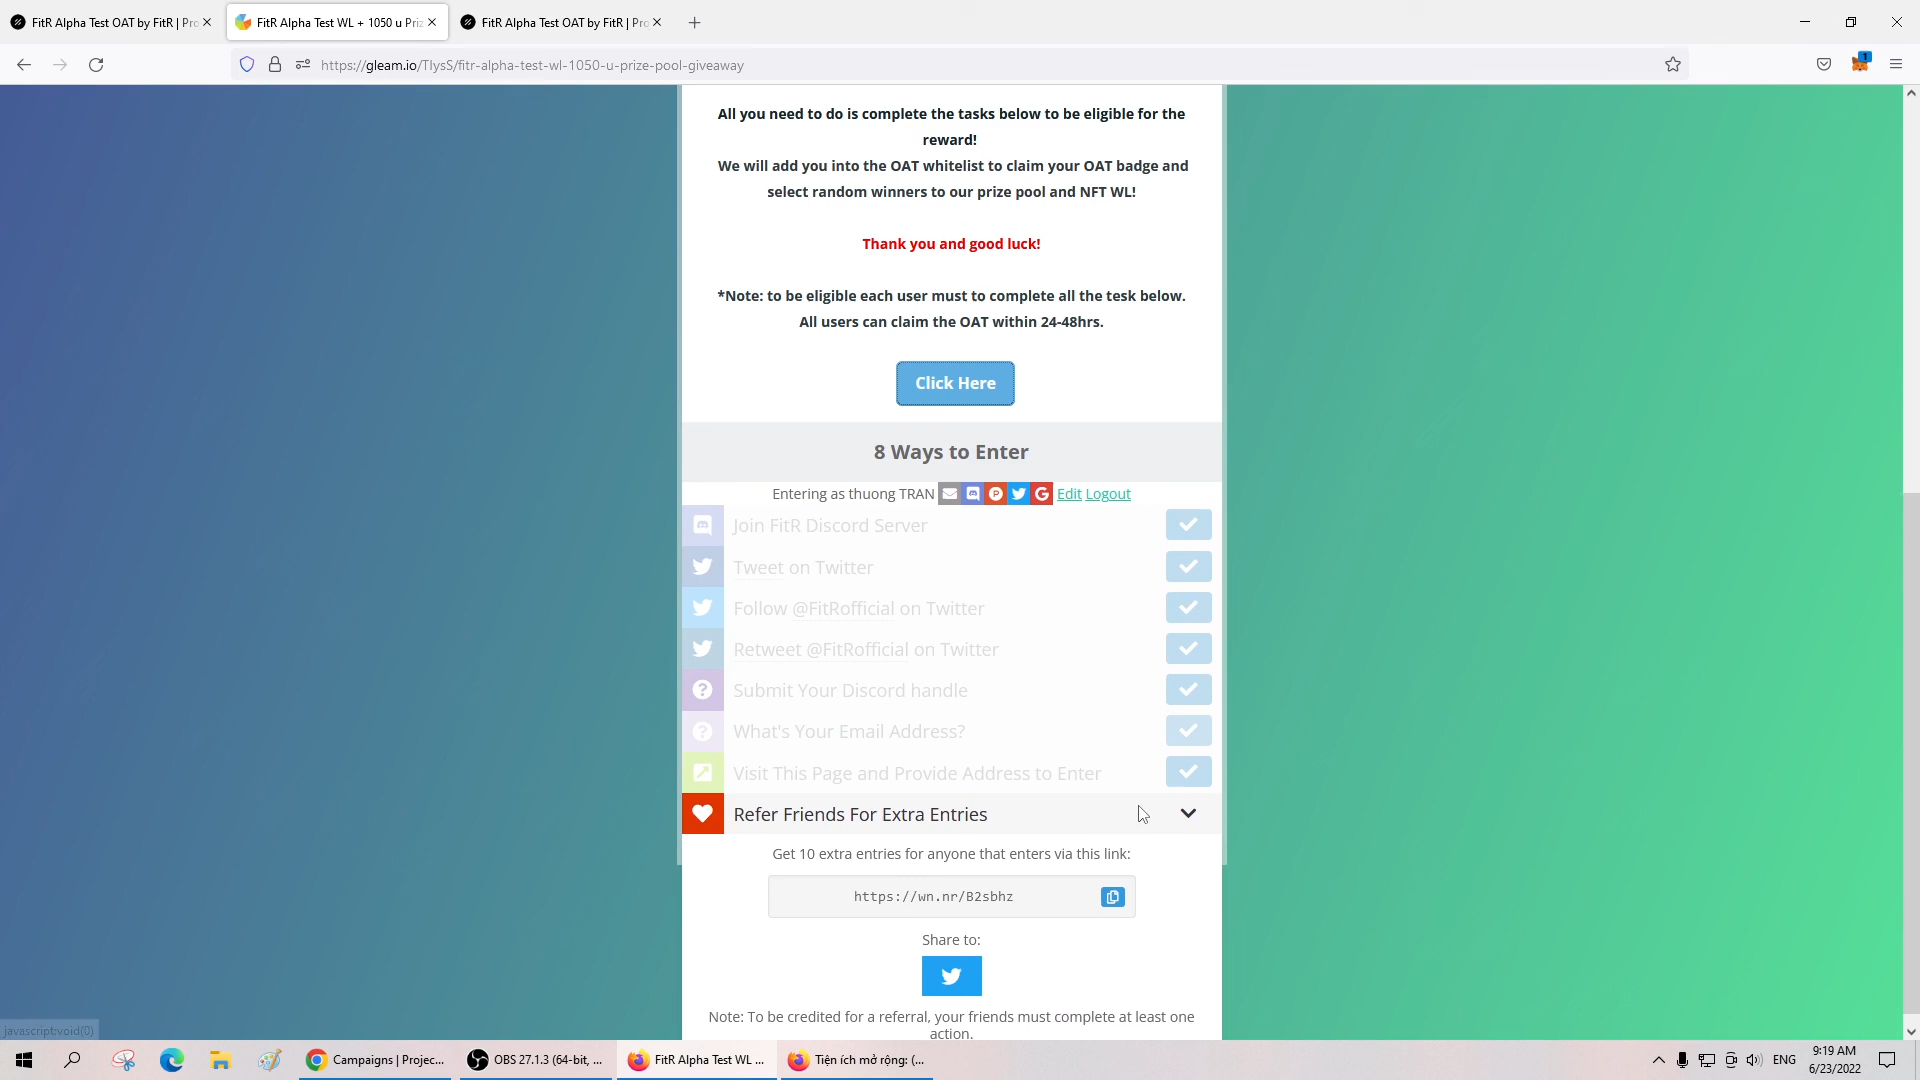 FitR Alpha Test OAT by FitR | Pro
FitR Alpha Test WL + 1050 u Priz
FitR Alpha Test OAT by FitR | Pro
https://gleam.io/TIysS/fitr-alpha-test-wl-1050-u-prize-pool-giveaway
1
All you need to do is complete the tasks below to be eligible for the
reward!
We will add you into the OAT whitelist to claim your OAT badge and
select random winners to our prize pool and NFT WL!
Thank you and good luck!
*Note: to be eligible each user must to complete all the tesk below.
All users can claim the OAT within 24-48hrs.
Click Here
8 Ways to Enter
Entering as thuong TRAN Edit Logout
Join FitR Discord Server
Tweet on Twitter
Follow @FitRofficial on Twitter
Retweet @FitRofficial on Twitter
Submit Your Discord handle
What's Your Email Address?
Visit This Page and Provide Address to Enter
Refer Friends For Extra Entries
Get 10 extra entries for anyone that enters via this link:
https://wn.nr/B2sbhz
Share to:
Note: To be credited for a referral, your friends must complete at least one
action.
javascript:void(0)
Campaigns | Projec...
OBS 27.1.3 (64-bit, ...
FitR Alpha Test WL ...
Tiện ích mở rộng: (...
ENG
9:19 AM
6/23/2022